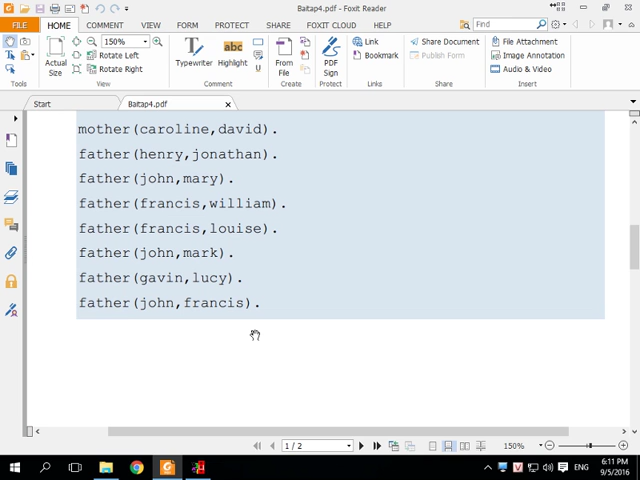 Baitap4.pdf - Foxit Reader
FILE HOME COMMENT VIEW FORM PROTECT SHARE FOXIT CLOUD HELP Find
Tools
Actual Size
150%
Rotate Left
Rotate Right
View
Typewriter
Highlight
Comment
From File
Create
PDF Sign
Protect
Link
Bookmark
Links
Share Document
Publish Form
Share
File Attachment
Image Annotation
Audio & Video
Insert
Start Baitap4.pdf
mother(caroline,david).
father(henry,jonathan).
father(john,mary).
father(francis,william).
father(francis,louise).
father(john,mark).
father(gavin,lucy).
father(john,francis).
1 / 2 150%
ENG 6:11 PM
9/5/2016